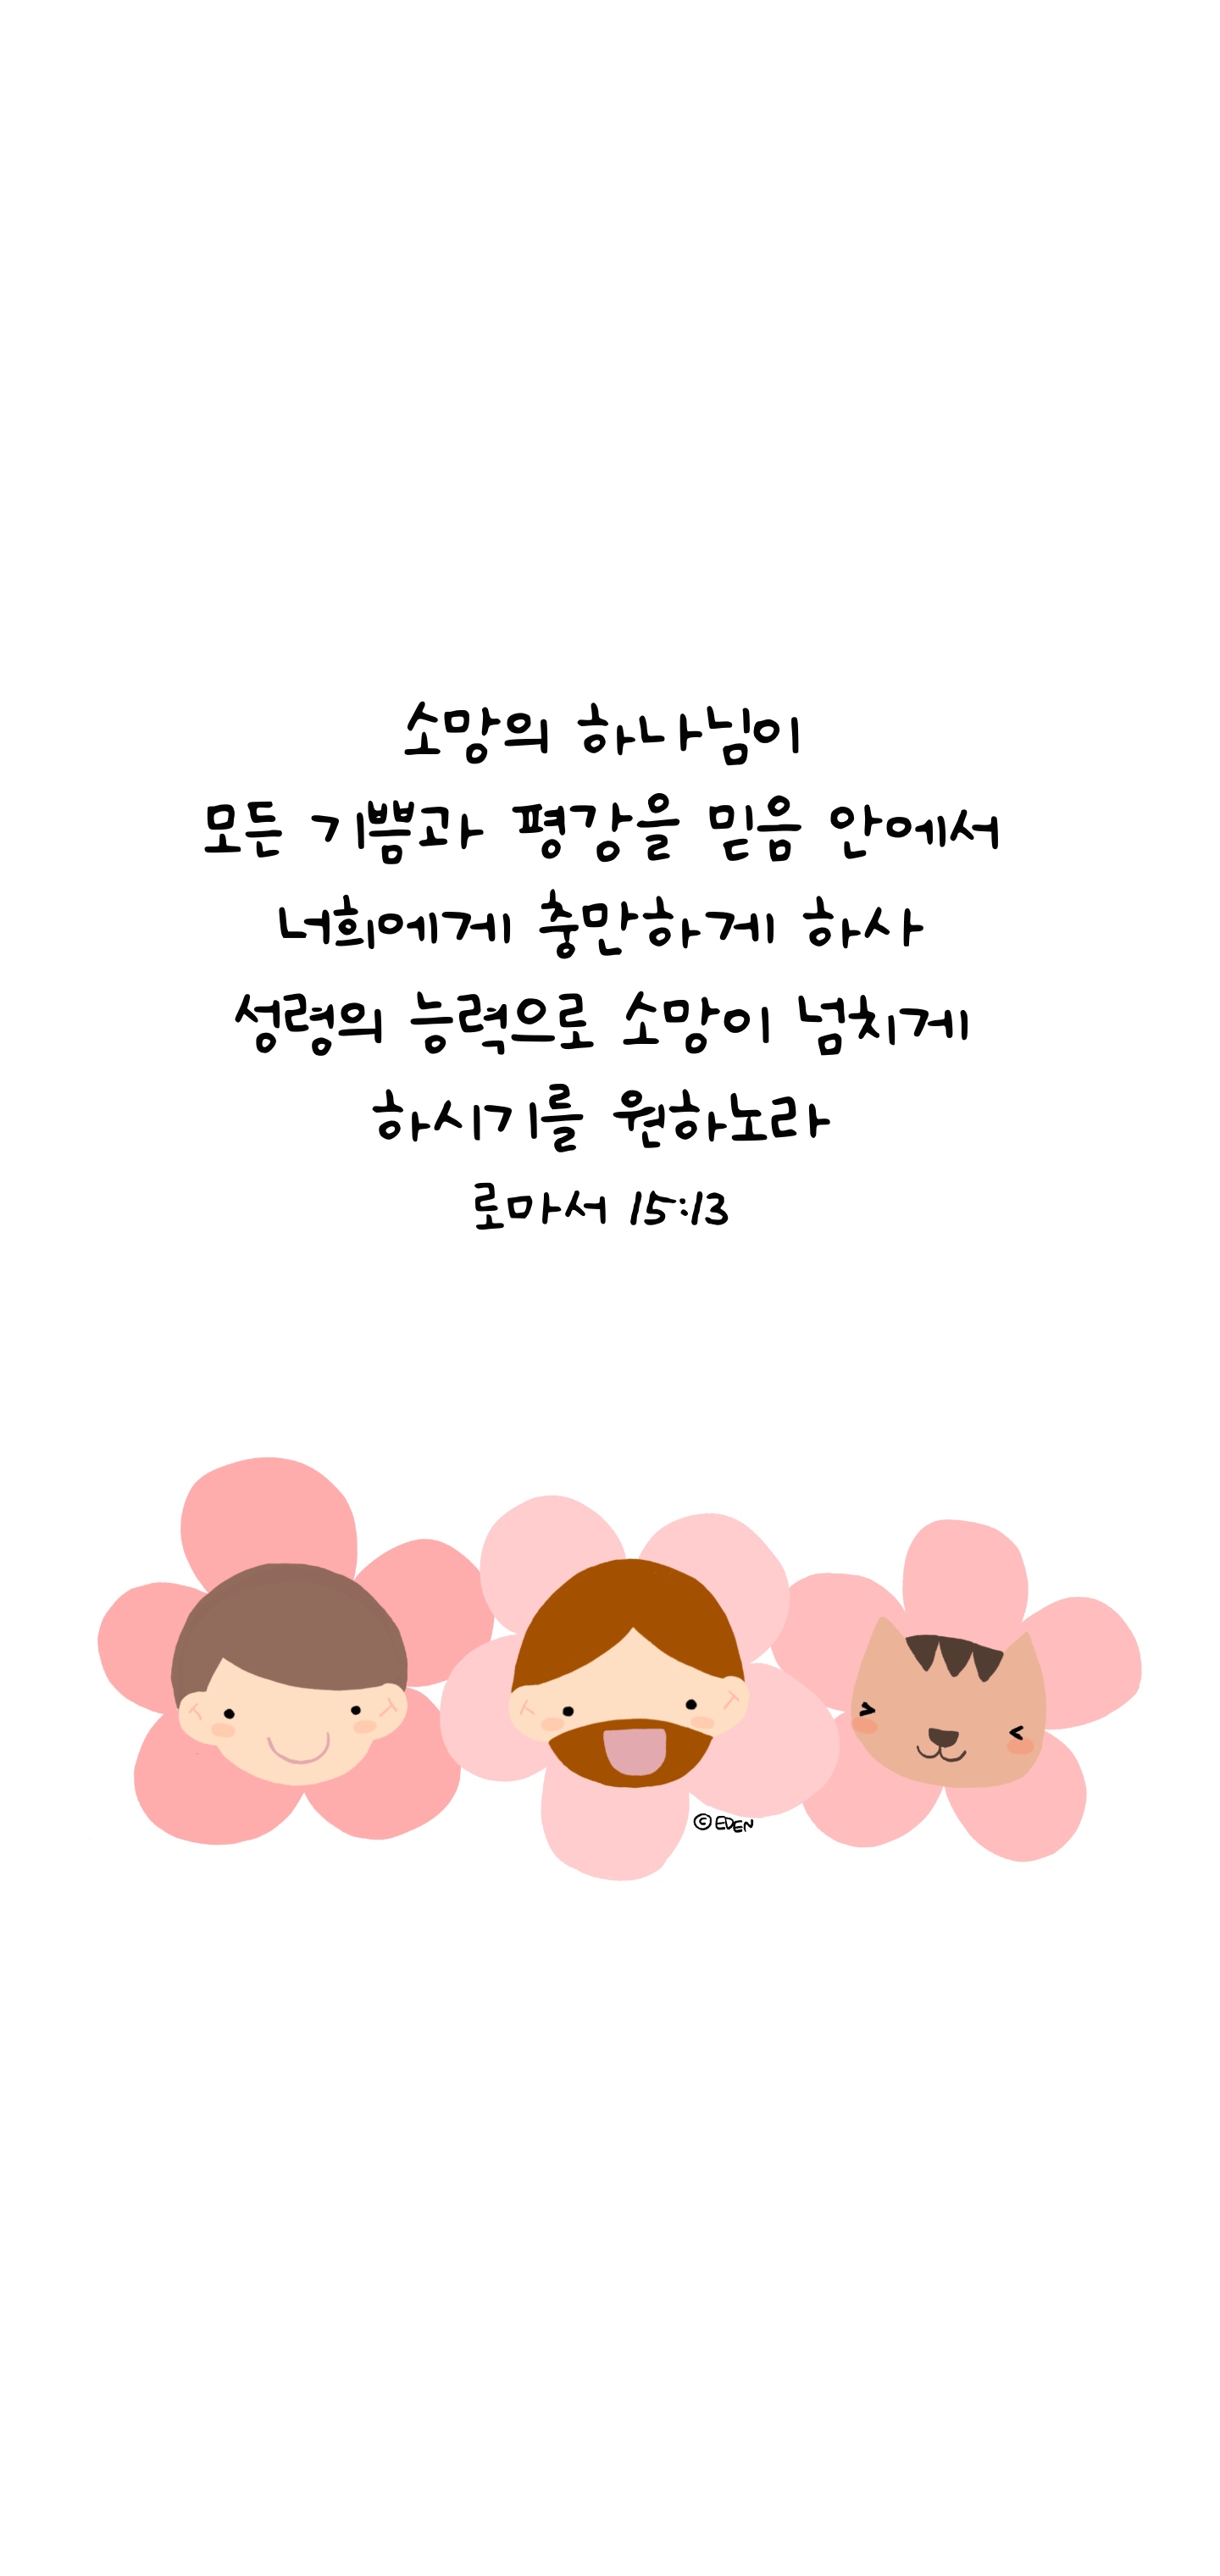 소망의 하나님이
모든 기쁨과 평강을 믿음 안에서
너희에게 충만하게 하사
성령의 능력으로 소망이 넘치게
하시기를 원하노라
로마서 15:13
© EDEN